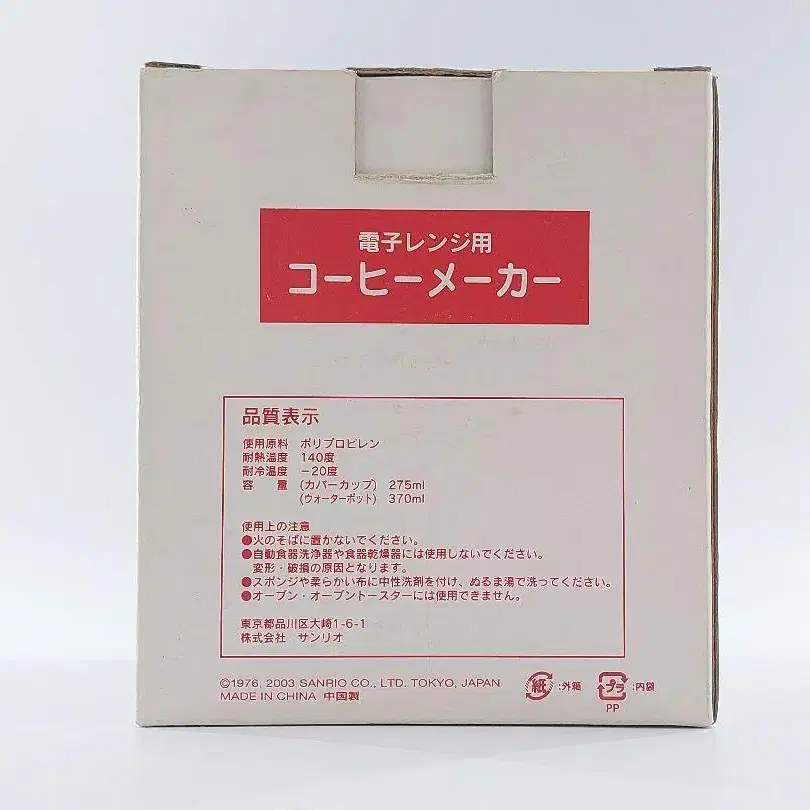 電子レンジ用
コーヒーメーカー
品質表示
使用原料 ポリプロピレン
耐熱温度 140度
耐冷温度 -20度
容 量 (カバーカップ) 275ml
(ウォーターポット) 370ml
使用上の注意
●火のそばに置かないでください。
●自動食器洗浄器や食器乾燥器には使用しないでください。
変形・破損の原因となります。
●スポンジや柔らかい布に中性洗剤を付け、ぬるま湯で洗ってください。
●オーブン・オーブントースターには使用できません。
東京都品川区大崎1-6-1
株式会社 サンリオ
©1976, 2003 SANRIO CO., LTD. TOKYO, JAPAN
MADE IN CHINA 中国製
紙 :外箱
プラ :内袋
PP